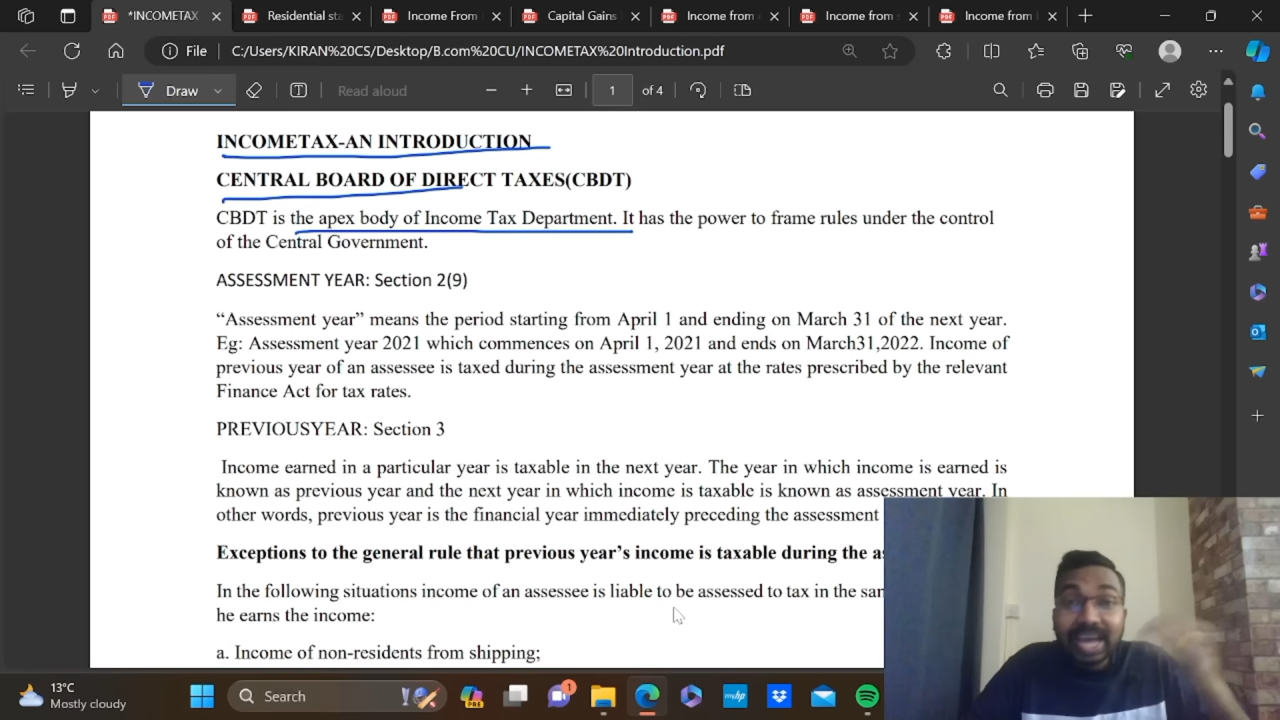 *INCOMETAX
Residential sta
Income From
Capital Gains
Income from
Income from
Income from
File
C:/Users/KIRAN%20CS/Desktop/B.com%20CU/INCOMETAX%20Introduction.pdf
Draw
Read aloud
1
of 4
INCOMETAX-AN INTRODUCTION
CENTRAL BOARD OF DIRECT TAXES(CBDT)
CBDT is the apex body of Income Tax Department. It has the power to frame rules under the control
of the Central Government.
ASSESSMENT YEAR: Section 2(9)
“Assessment year” means the period starting from April 1 and ending on March 31 of the next year.
Eg: Assessment year 2021 which commences on April 1, 2021 and ends on March31,2022. Income of
previous year of an assessee is taxed during the assessment year at the rates prescribed by the relevant
Finance Act for tax rates.
PREVIOUSYEAR: Section 3
Income earned in a particular year is taxable in the next year. The year in which income is earned is
known as previous year and the next year in which income is taxable is known as assessment year. In
other words, previous year is the financial year immediately preceding the assessment
Exceptions to the general rule that previous year’s income is taxable during the as
In the following situations income of an assessee is liable to be assessed to tax in the sam
he earns the income:
a. Income of non-residents from shipping;
13°C
Mostly cloudy
Search
PRE
1